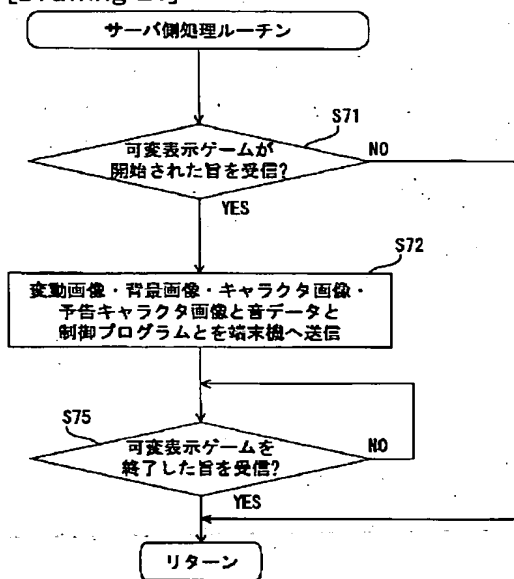 サーバ側処理ルーチン
S71
可変表示ゲームが
開始された旨を受信?
NO
YES
S72
変動画像・背景画像・キャラクタ画像・
予告キャラクタ画像と音データと
制御プログラムとを端末機へ送信
S75
可変表示ゲームを
終了した旨を受信?
NO
YES
リターン